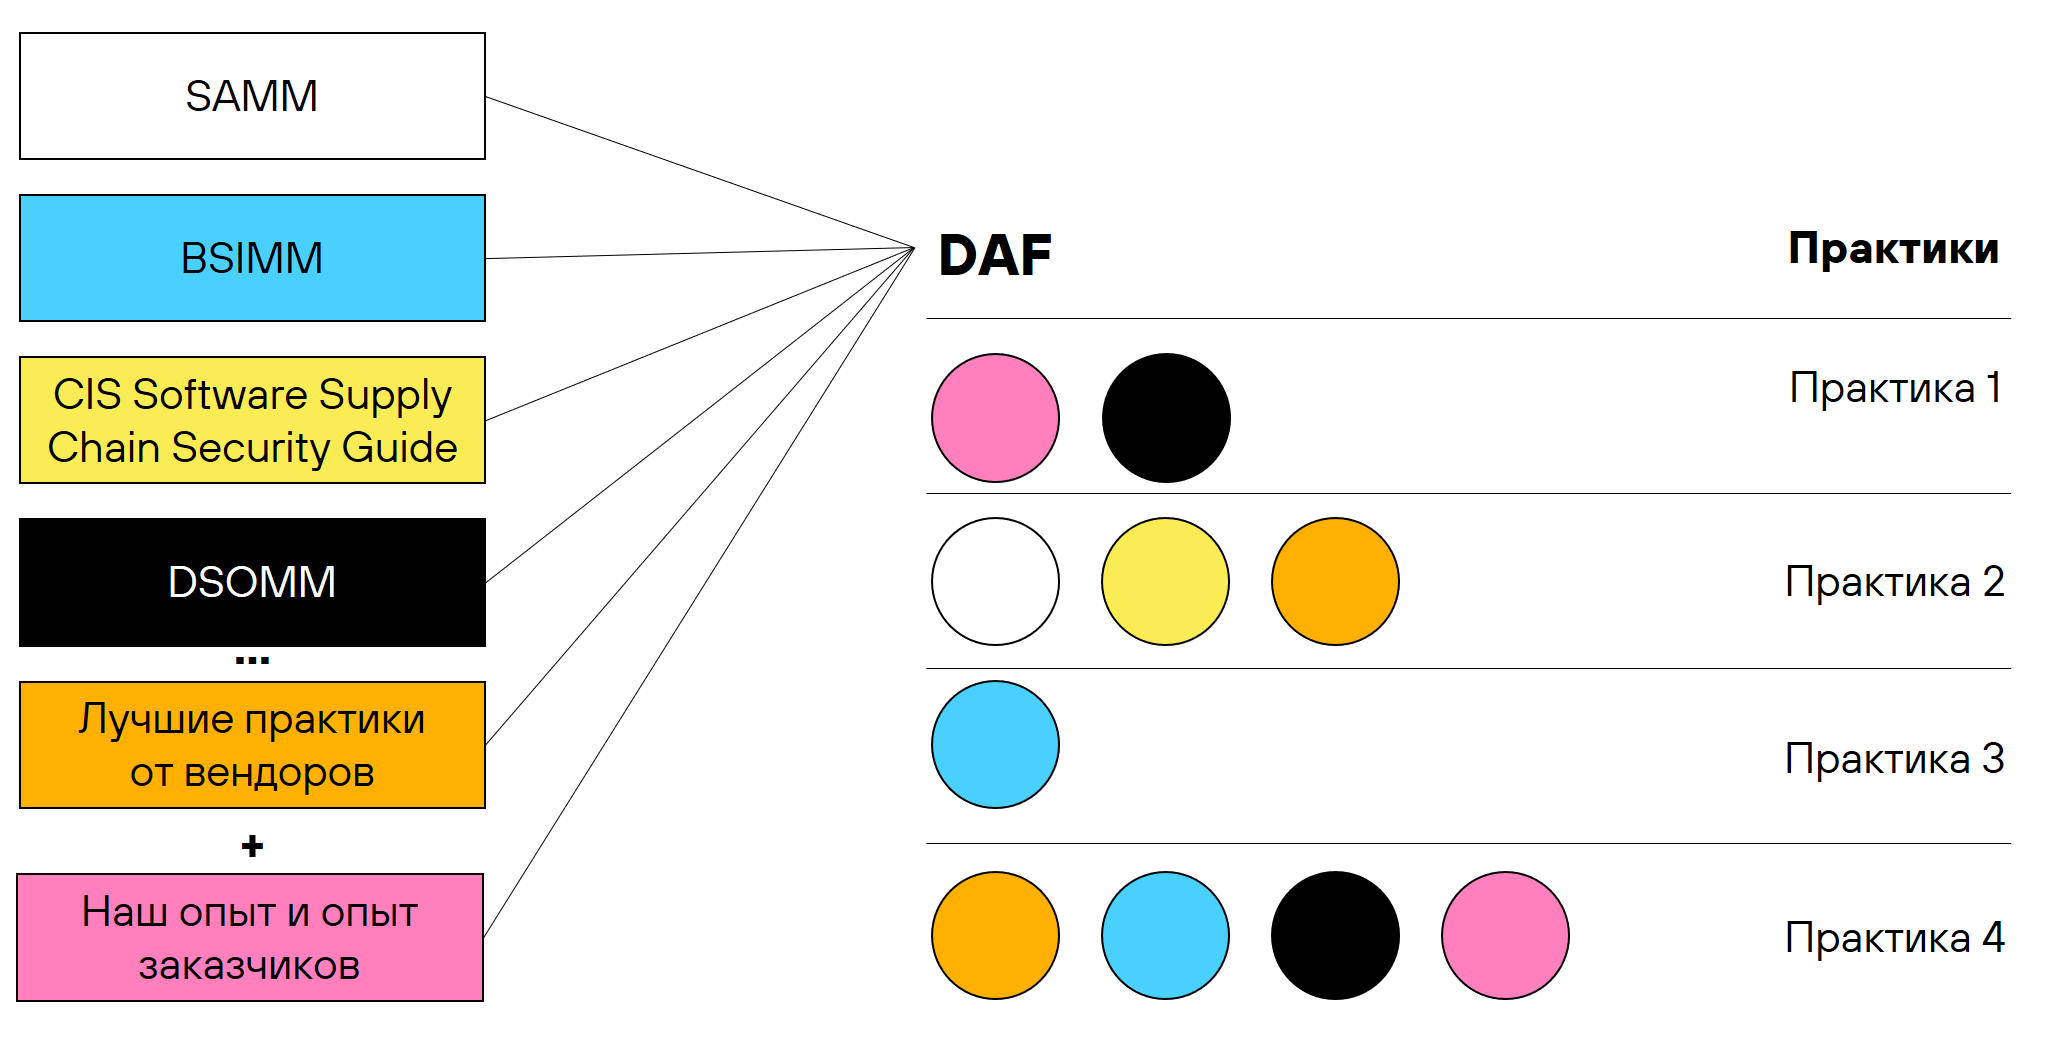 SAMM
BSIMM
CIS Software Supply
Chain Security Guide
DSOMM
...
Лучшие практики
от вендоров
+
Наш опыт и опыт
заказчиков
DAF
Практики
Практика 1
Практика 2
Практика 3
Практика 4